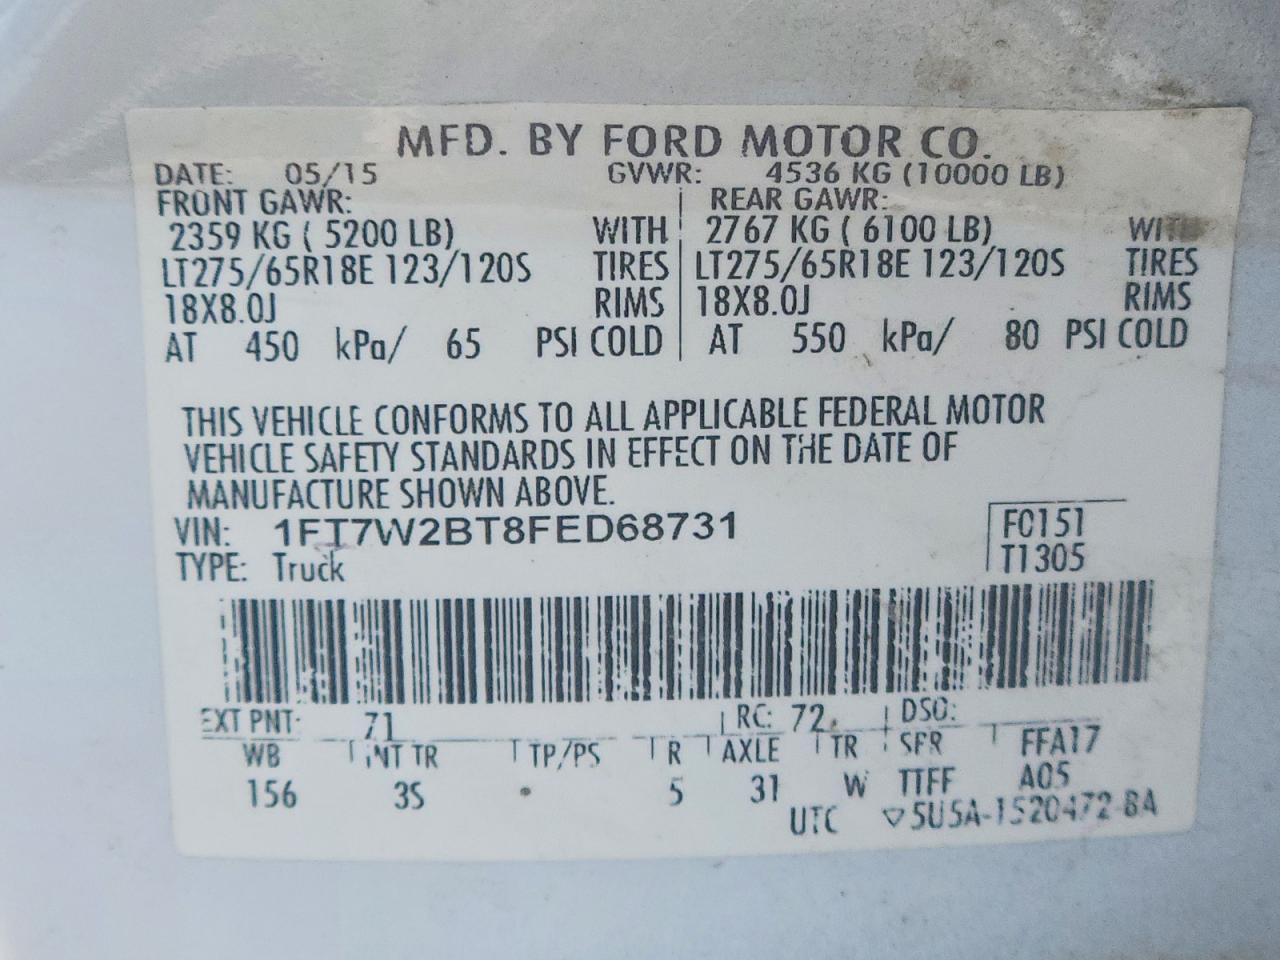 MFD. BY FORD MOTOR CO.
DATE: 05/15 GVWR: 4536 KG (10000 LB)
FRONT GAWR: REAR GAWR:
2359 KG ( 5200 LB) WITH 2767 KG ( 6100 LB) WITH
LT275/65R18E 123/120S TIRES LT275/65R18E 123/120S TIRES
18X8.0J RIMS 18X8.0J RIMS
AT 450 kPa/ 65 PSI COLD AT 550 kPa/ 80 PSI COLD
THIS VEHICLE CONFORMS TO ALL APPLICABLE FEDERAL MOTOR
VEHICLE SAFETY STANDARDS IN EFFECT ON THE DATE OF
MANUFACTURE SHOWN ABOVE.
VIN: 1FT7W2BT8FED68731 F0151
TYPE: Truck T1305
EXT PNT: 71 RC: 72 DSO:
WB INT TR TP/PS R AXLE TR SPR FFA17
156 3S 5 31 W TTFF A05
UTC ▽5U5A-1520472-BA